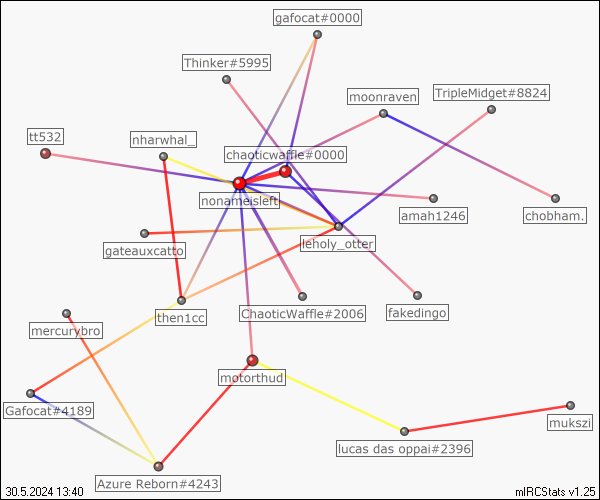 gafocat#0000
Thinker#5995
moonraven
TripleMidget#8824
tt532
nharwhal_
chaoticwaffle#0000
nonameisleft
amah1246
chobham.
leholy_otter
gateauxcatto
then1cc
ChaoticWaffle#2006
fakedingo
mercurybro
motorthud
Gafocat#4189
mukszi
lucas das oppai#2396
Azure Reborn#4243
30.5.2024 13:40
mIRCStats v1.25